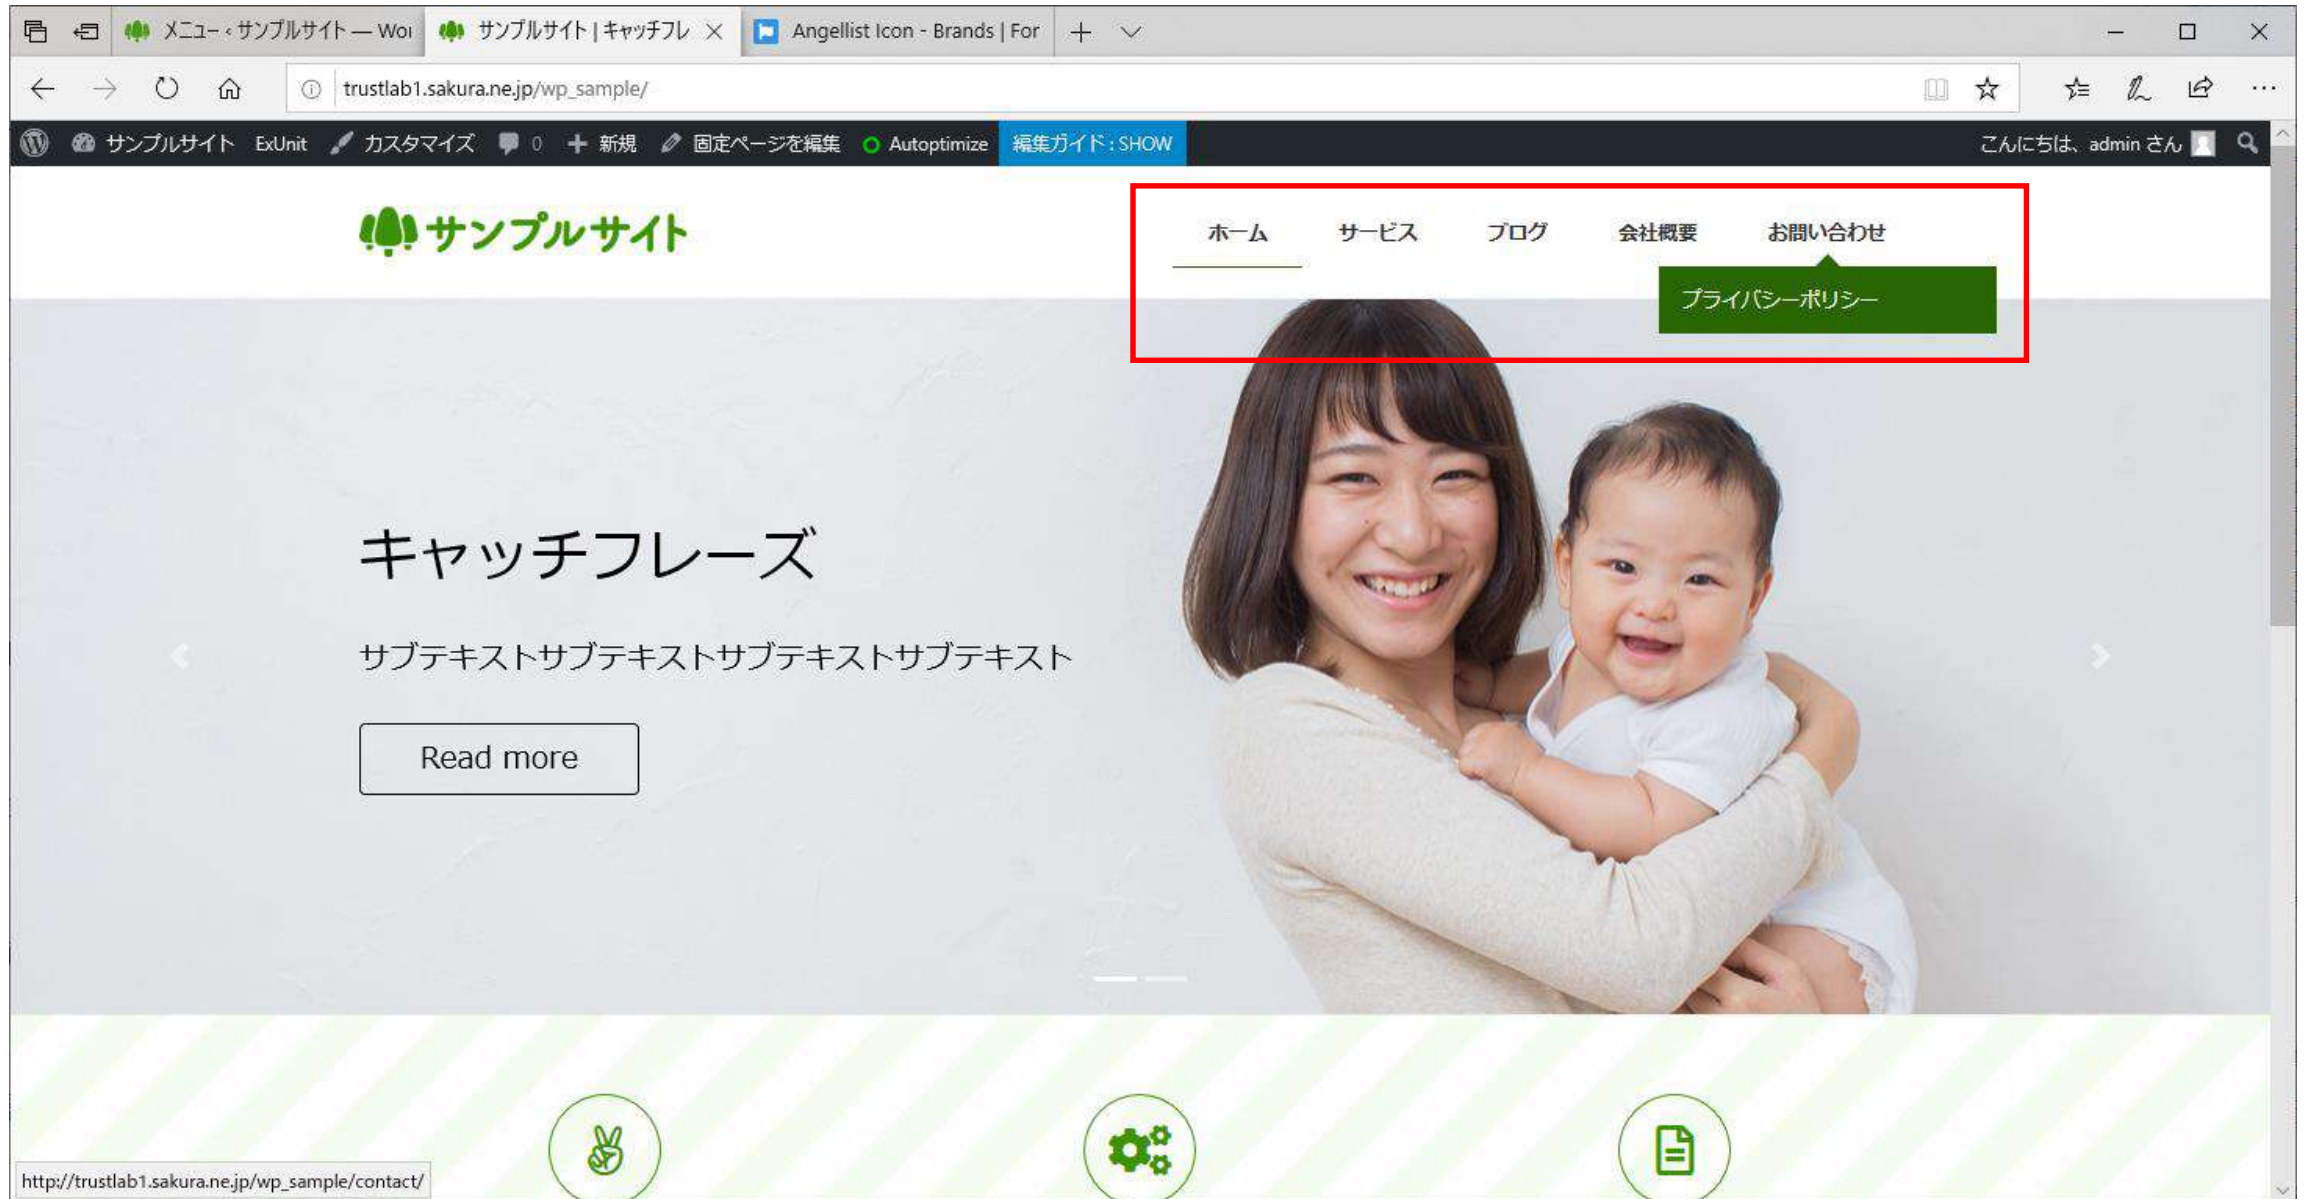 メニュー ‹ サンプルサイト — Wor
サンプルサイト | キャッチフレ
Angellist Icon - Brands | For
trustlab1.sakura.ne.jp/wp_sample/
サンプルサイト ExUnit カスタマイズ 0 新規 固定ページを編集 Autoptimize 編集ガイド : SHOW こんにちは、admin さん
サンプルサイト
ホーム サービス ブログ 会社概要 お問い合わせ
プライバシーポリシー
キャッチフレーズ
サブテキストサブテキストサブテキストサブテキスト
Read more
http://trustlab1.sakura.ne.jp/wp_sample/contact/